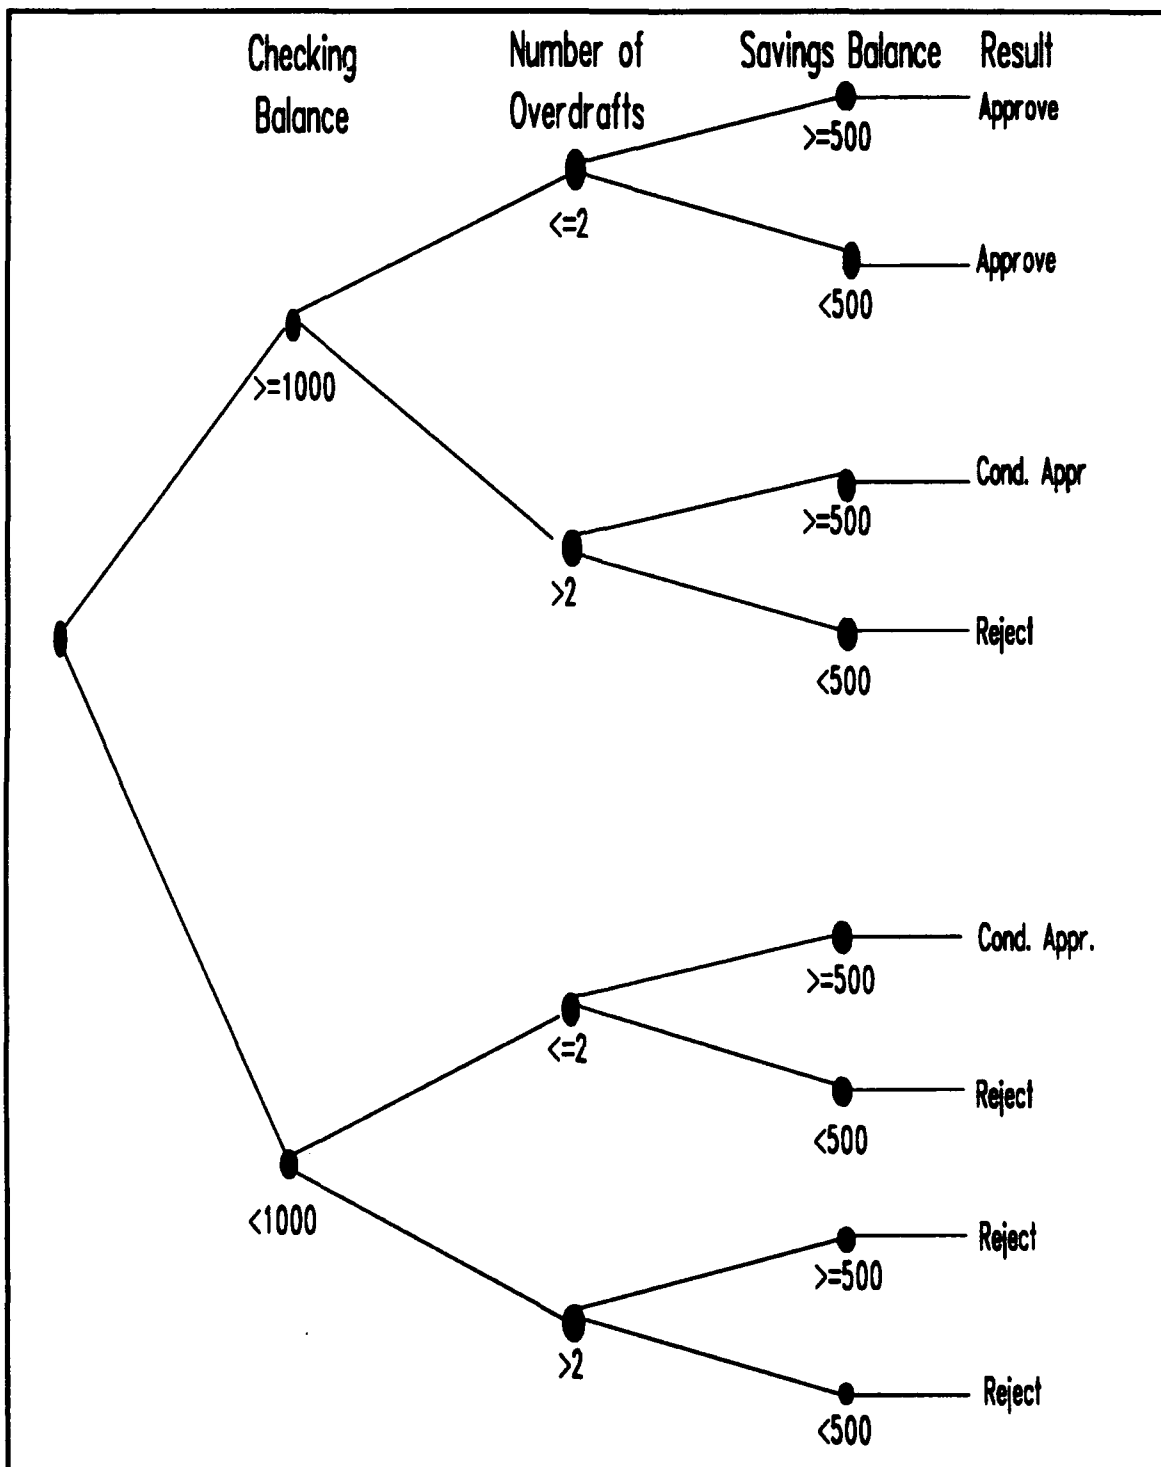 Checking
Balance
Number of
Overdrafts
Savings Balance
Result
Approve
>=500
<=2
Approve
<500
>=1000
Cond. Appr
>=500
>2
Reject
<500
Cond. Appr.
>=500
<=2
Reject
<500
<1000
Reject
>=500
>2
Reject
<500